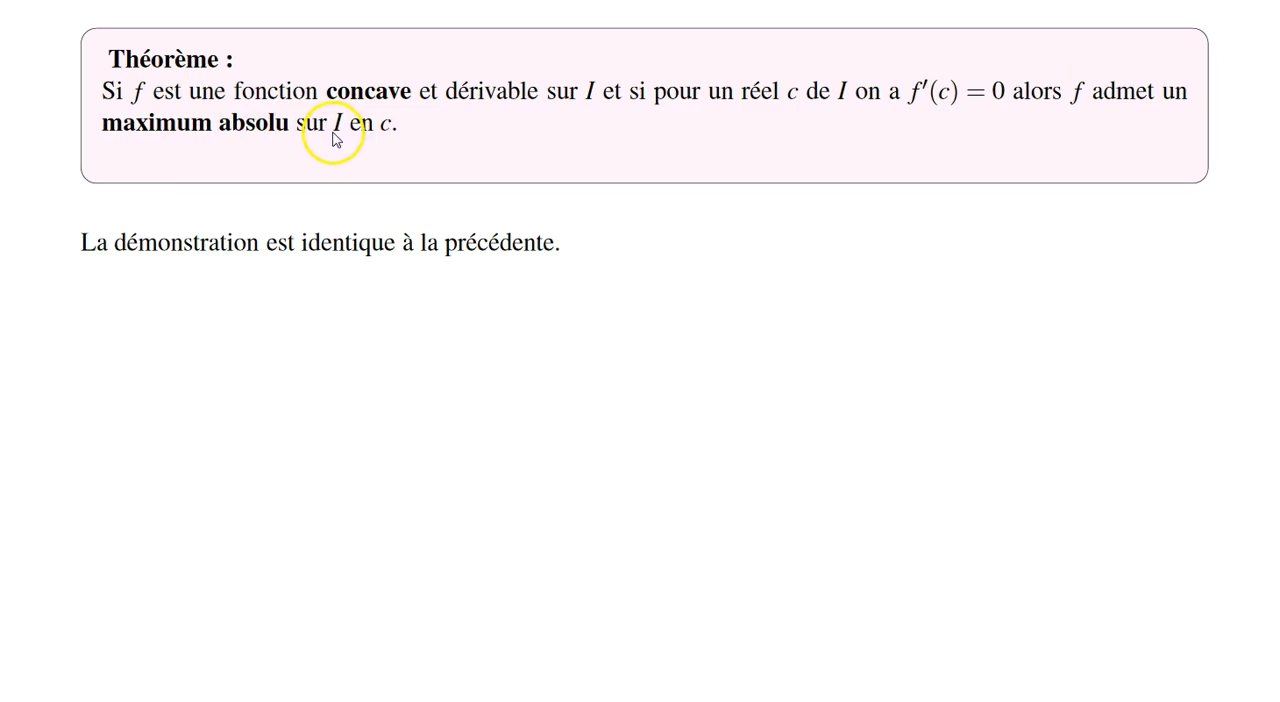 Théorème :
Si f est une fonction concave et dérivable sur I et si pour un réel c de I on a f′(c) = 0 alors f admet un
maximum absolu sur I en c.
La démonstration est identique à la précédente.